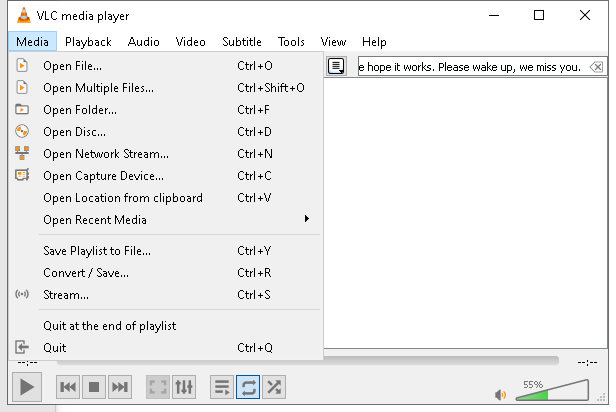 VLC media player
Media Playback Audio Video Subtitle Tools View Help
e hope it works. Please wake up, we miss you.
Open File... Ctrl+O
Open Multiple Files... Ctrl+Shift+O
Open Folder... Ctrl+F
Open Disc... Ctrl+D
Open Network Stream... Ctrl+N
Open Capture Device... Ctrl+C
Open Location from clipboard Ctrl+V
Open Recent Media
Save Playlist to File... Ctrl+Y
Convert / Save... Ctrl+R
Stream... Ctrl+S
Quit at the end of playlist
Quit Ctrl+Q
--:-- --:--
55%